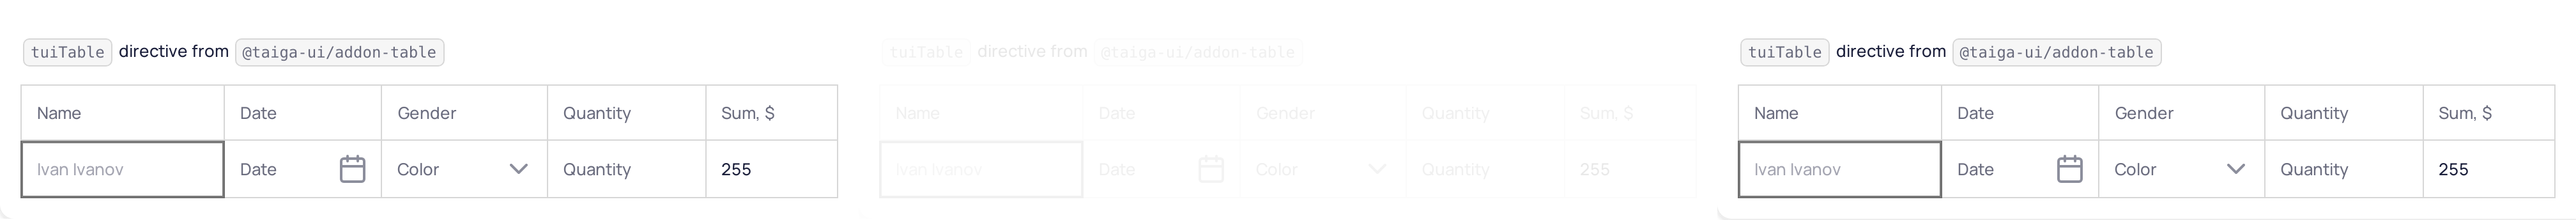 tuiTable directive from @taiga-ui/addon-table
Name Date Gender Quantity Sum, $
Ivan Ivanov Date Color Quantity 255
tuiTable directive from @taiga-ui/addon-table
Name Date Gender Quantity Sum, $
Ivan Ivanov Date Color Quantity 255
tuiTable directive from @taiga-ui/addon-table
Name Date Gender Quantity Sum, $
Ivan Ivanov Date Color Quantity 255